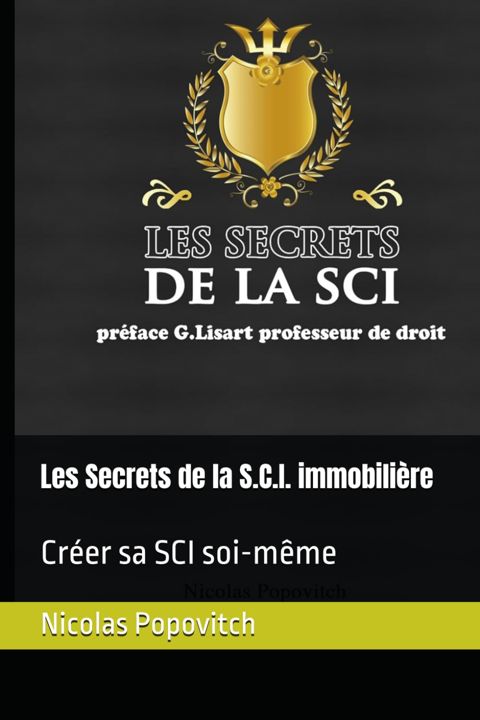 LES SECRETS
DE LA SCI
préface G.Lisart professeur de droit
Les Secrets de la S.C.I. immobilière
Créer sa SCI soi-même
Nicolas Popovitch
Nicolas Popovitch